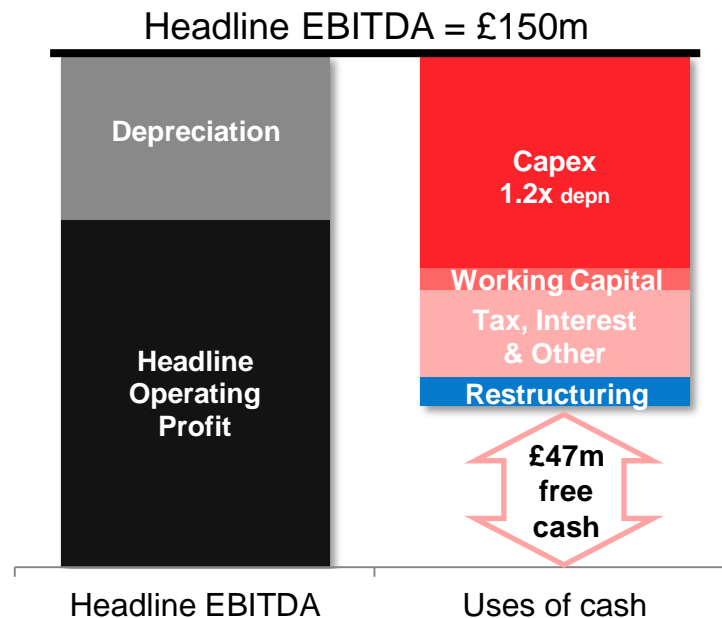 Headline EBITDA = £150m
Depreciation
Headline
Operating
Profit
Capex
1.2x depn
Working Capital
Tax, Interest
& Other
Restructuring
£47m
free
cash
Headline EBITDA
Uses of cash